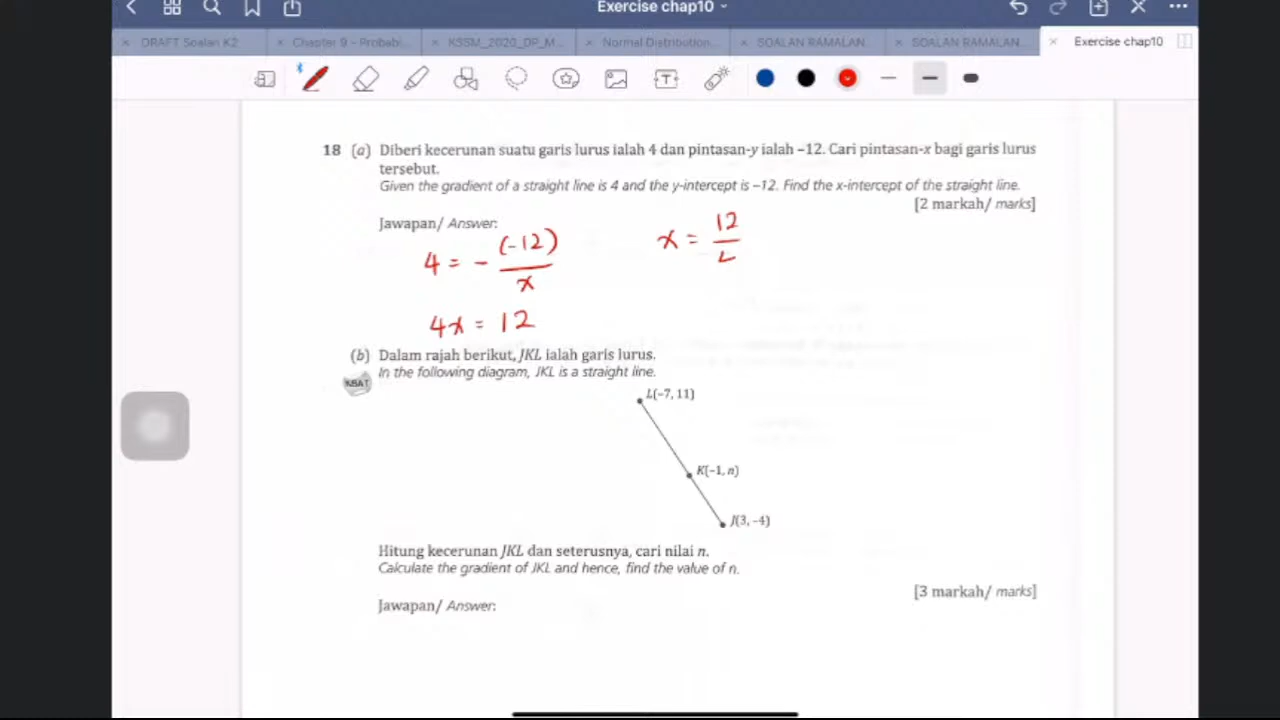 Exercise chap10
DRAFT Soalan K2
Chapter 9 – Probabi...
KSSM_2020_DP_M...
Normal Distribution...
SOALAN RAMALAN
SOALAN RAMALAN...
Exercise chap10
18 (a) Diberi kecerunan suatu garis lurus ialah 4 dan pintasan-y ialah –12. Cari pintasan-x bagi garis lurus
tersebut.
Given the gradient of a straight line is 4 and the y-intercept is –12. Find the x-intercept of the straight line.
[2 markah/ marks]
Jawapan/ Answer:
4 = - (-12)/x
x = 12/
4x = 12
(b) Dalam rajah berikut, JKL ialah garis lurus.
KBAT
In the following diagram, JKL is a straight line.
L(–7, 11)
K(–1, n)
J(3, –4)
Hitung kecerunan JKL dan seterusnya, cari nilai n.
Calculate the gradient of JKL and hence, find the value of n.
[3 markah/ marks]
Jawapan/ Answer: